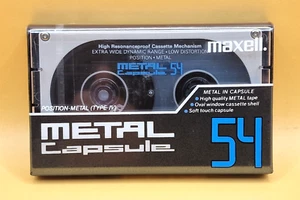 High Resonanceproof Cassette Mechanism
EXTRA WIDE DYNAMIC RANGE • LOW DISTORTION
POSITION • METAL
maxell.
METAL
Capsule 54
POSITION•METAL (TYPE IV)
METAL
Capsule
METAL IN CAPSULE
• High quality METAL tape
• Oval window cassette shell
• Soft touch capsule
54